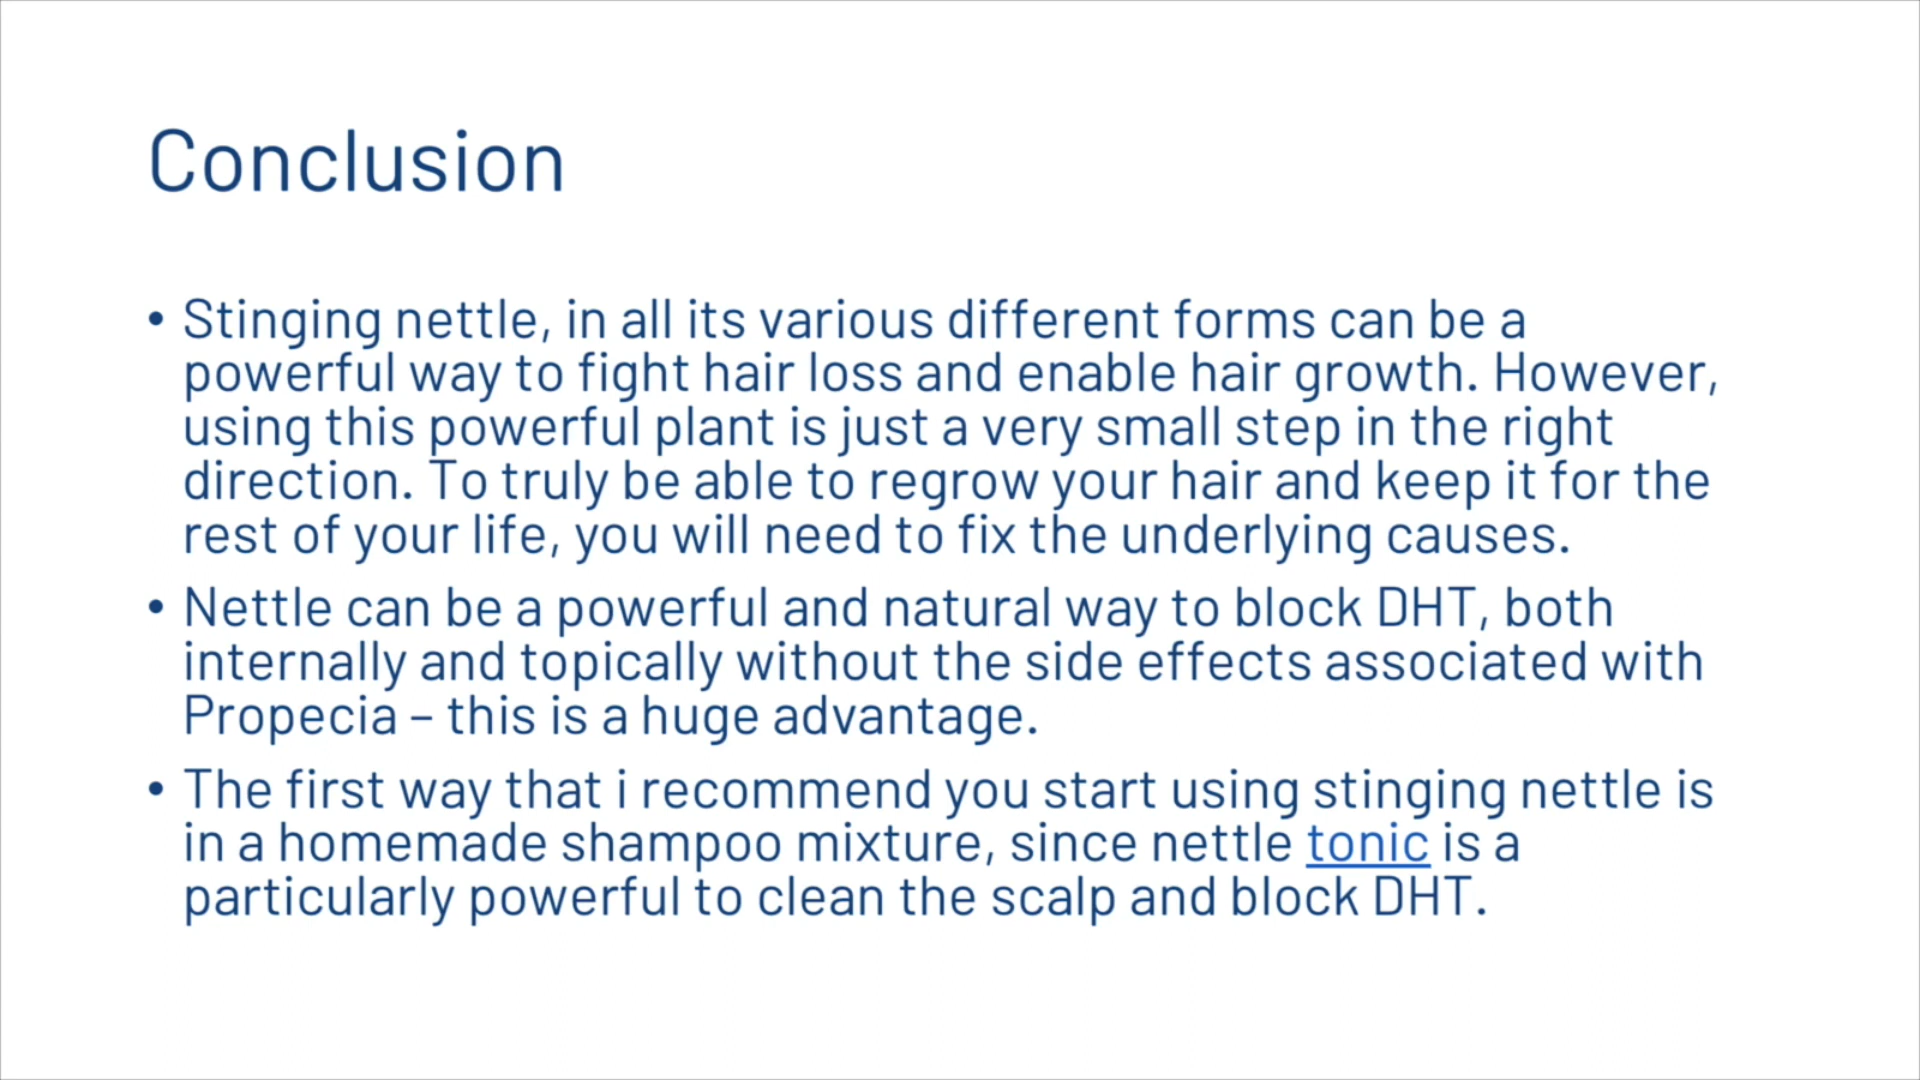 Conclusion
• Stinging nettle, in all its various different forms can be a
powerful way to fight hair loss and enable hair growth. However,
using this powerful plant is just a very small step in the right
direction. To truly be able to regrow your hair and keep it for the
rest of your life, you will need to fix the underlying causes.
• Nettle can be a powerful and natural way to block DHT, both
internally and topically without the side effects associated with
Propecia – this is a huge advantage.
• The first way that i recommend you start using stinging nettle is
in a homemade shampoo mixture, since nettle tonic is a
particularly powerful to clean the scalp and block DHT.